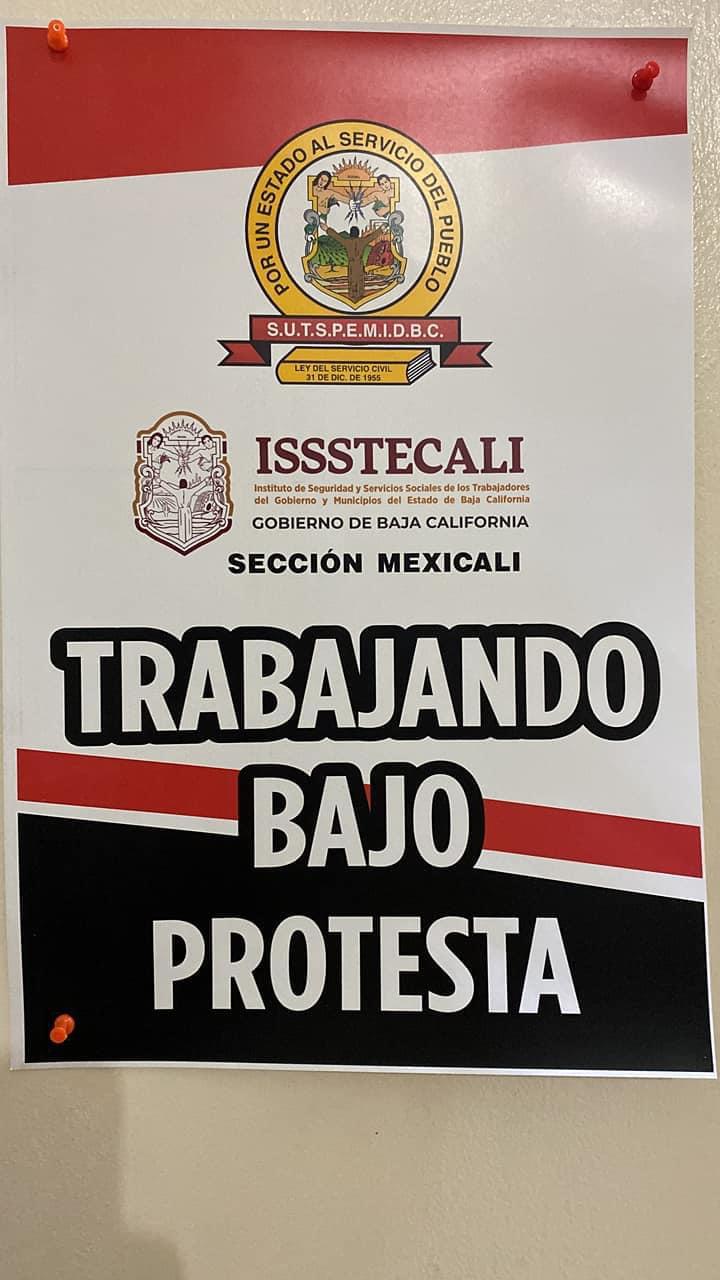 POR UN ESTADO AL SERVICIO DEL PUEBLO
S.U.T.S.P.E.M.I.D.B.C.
LEY DEL SERVICIO CIVIL
31 DE DIC. DE 1955
ISSSTECALI
Instituto de Seguridad y Servicios Sociales de los Trabajadores
del Gobierno y Municipios del Estado de Baja California
GOBIERNO DE BAJA CALIFORNIA
SECCIÓN MEXICALI
TRABAJANDO
BAJO
PROTESTA